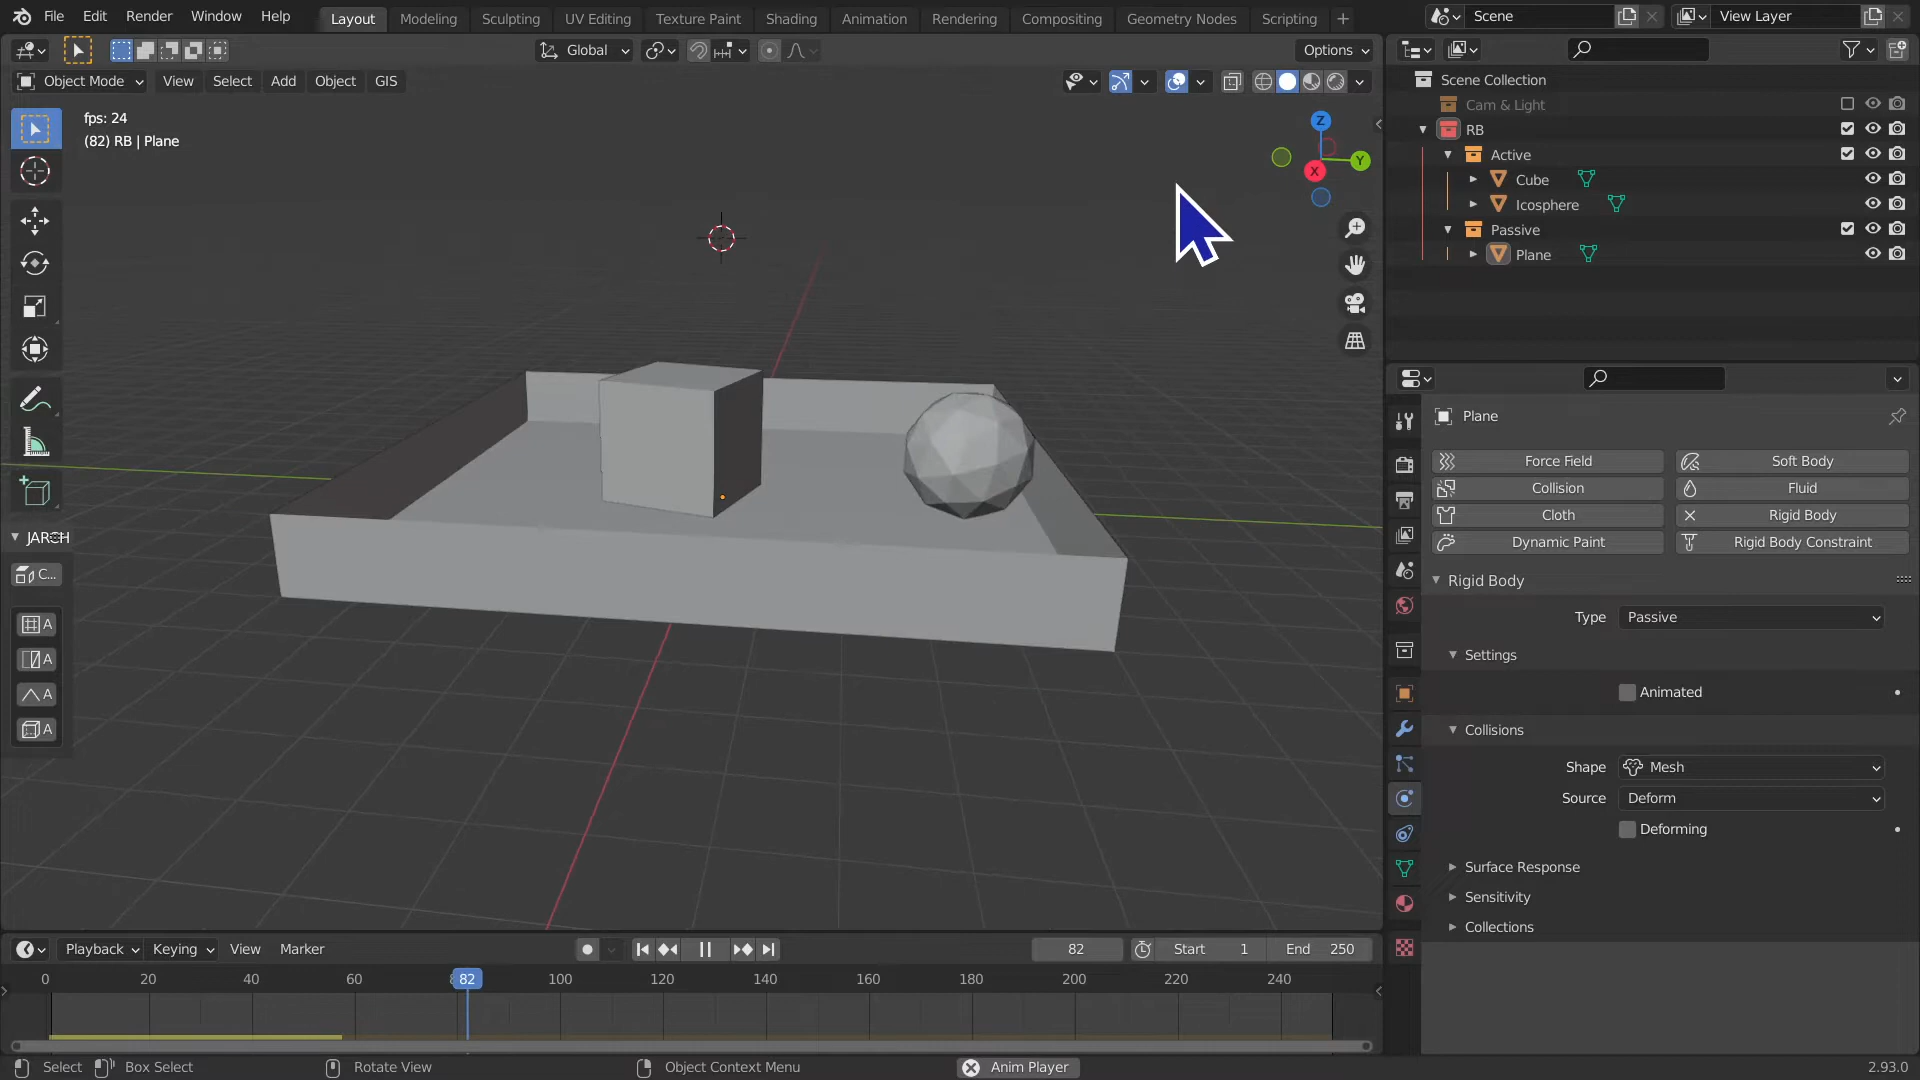 File Edit Render Window Help Layout Modeling Sculpting UV Editing Texture Paint Shading Animation Rendering Compositing Geometry Nodes Scripting + Scene View Layer
Global Options
Object Mode View Select Add Object GIS
fps: 24
(82) RB | Plane
Z
Y
X
JARCH
C...
A
A
A
A
Scene Collection
Cam & Light
RB
Active
Cube
Icosphere
Passive
Plane
Plane
Force Field Soft Body
Collision Fluid
Cloth Rigid Body
Dynamic Paint Rigid Body Constraint
Rigid Body
Type Passive
Settings
Animated
Collisions
Shape Mesh
Source Deform
Deforming
Surface Response
Sensitivity
Collections
Playback Keying View Marker 82 Start 1 End 250
0 20 40 60 82 100 120 140 160 180 200 220 240
Select Box Select Rotate View Object Context Menu Anim Player 2.93.0